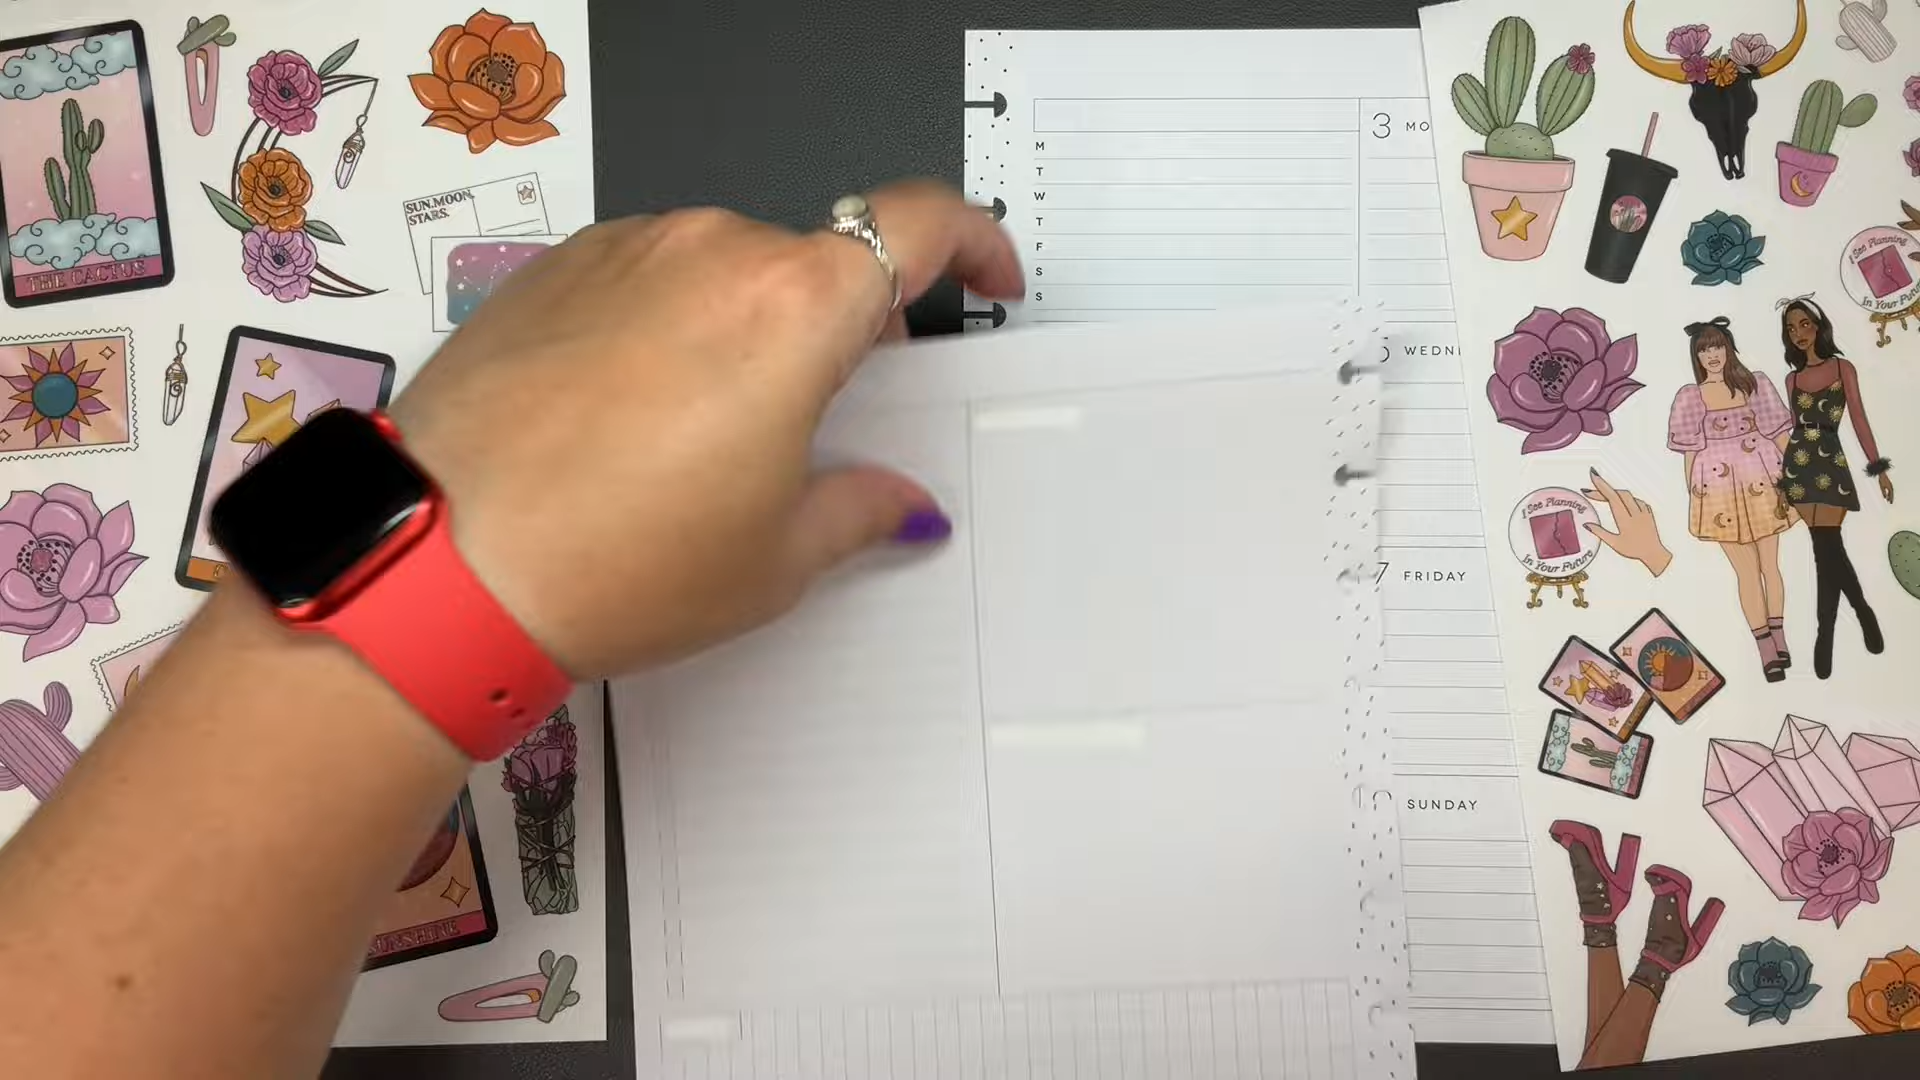 THE CACTUS
SUN.MOON.
STARS.
SUNSHINE
M
T
W
T
F
S
S
3 MO
WEDN
7 FRIDAY
SUNDAY
I See Planning
In Your Future
I See Planning
In Your Future